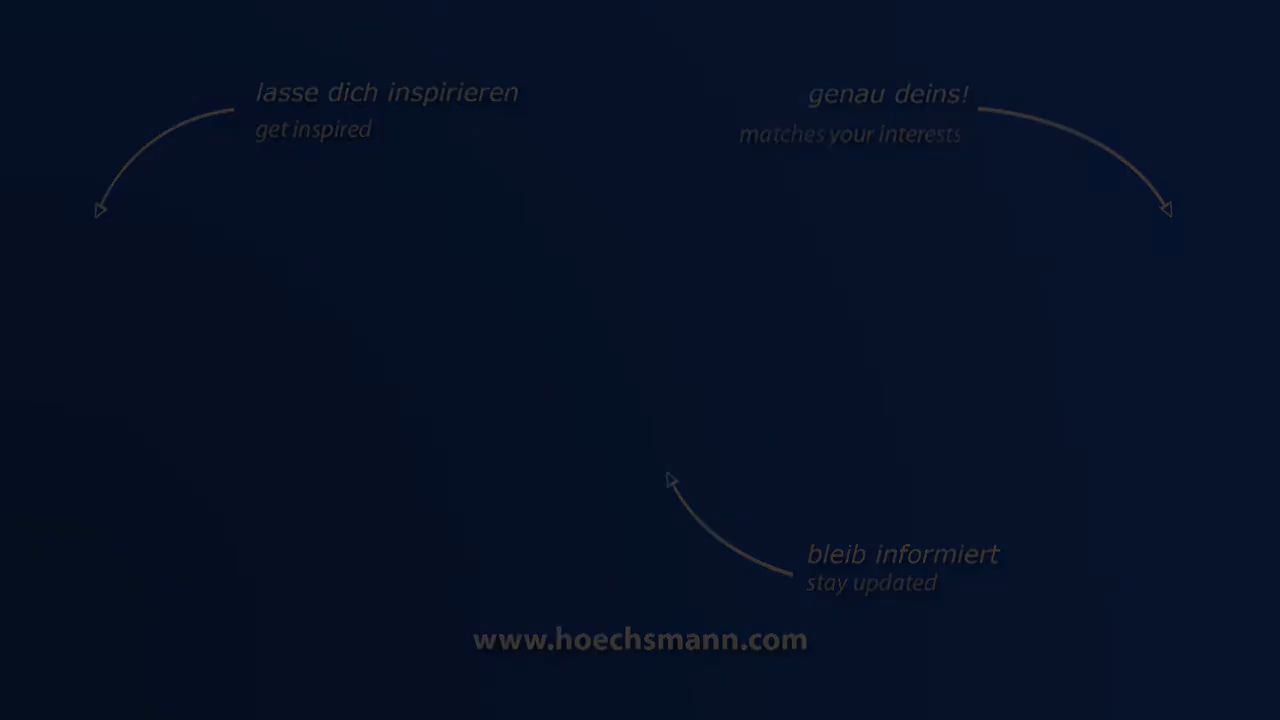 lasse dich inspirieren
get inspired
genau deins!
matches your interests
bleib informiert
stay updated
www.hoechsmann.com